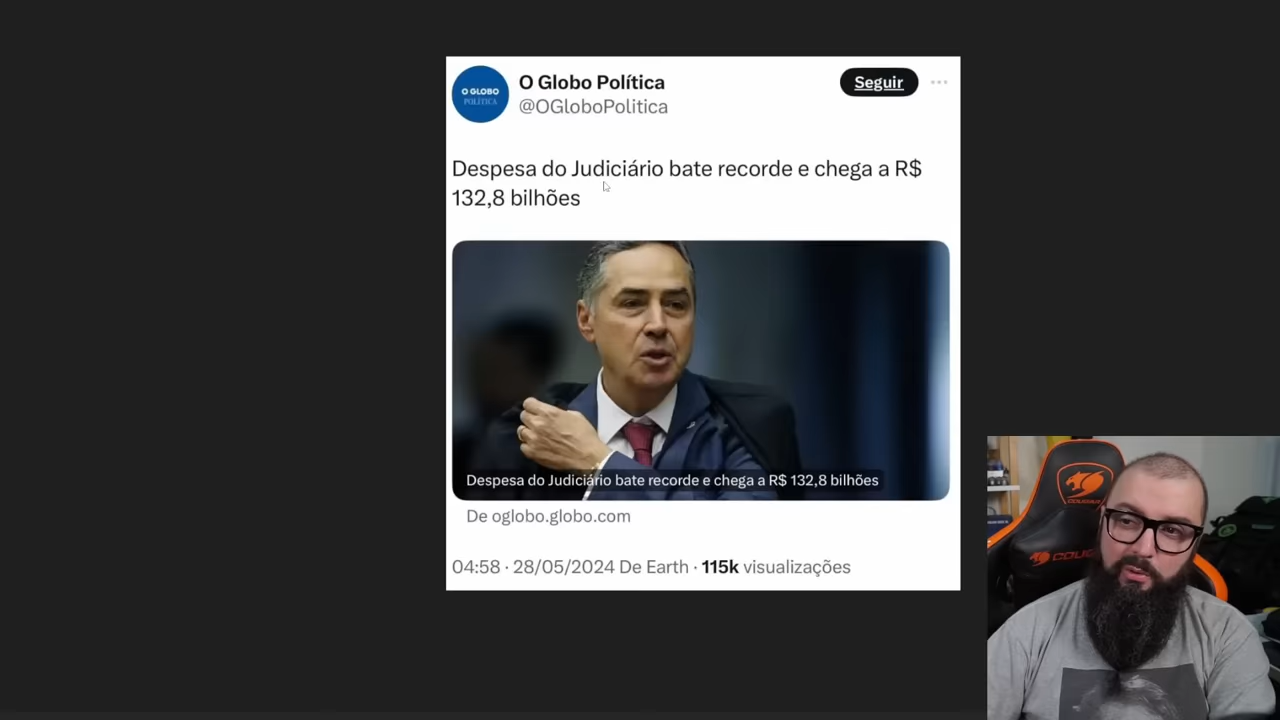 O GLOBO
POLÍTICA
O Globo Política
@OGloboPolitica
Seguir
Despesa do Judiciário bate recorde e chega a R$
132,8 bilhões
Despesa do Judiciário bate recorde e chega a R$ 132,8 bilhões
De oglobo.globo.com
04:58 · 28/05/2024 De Earth · 115k visualizações
COUGAR